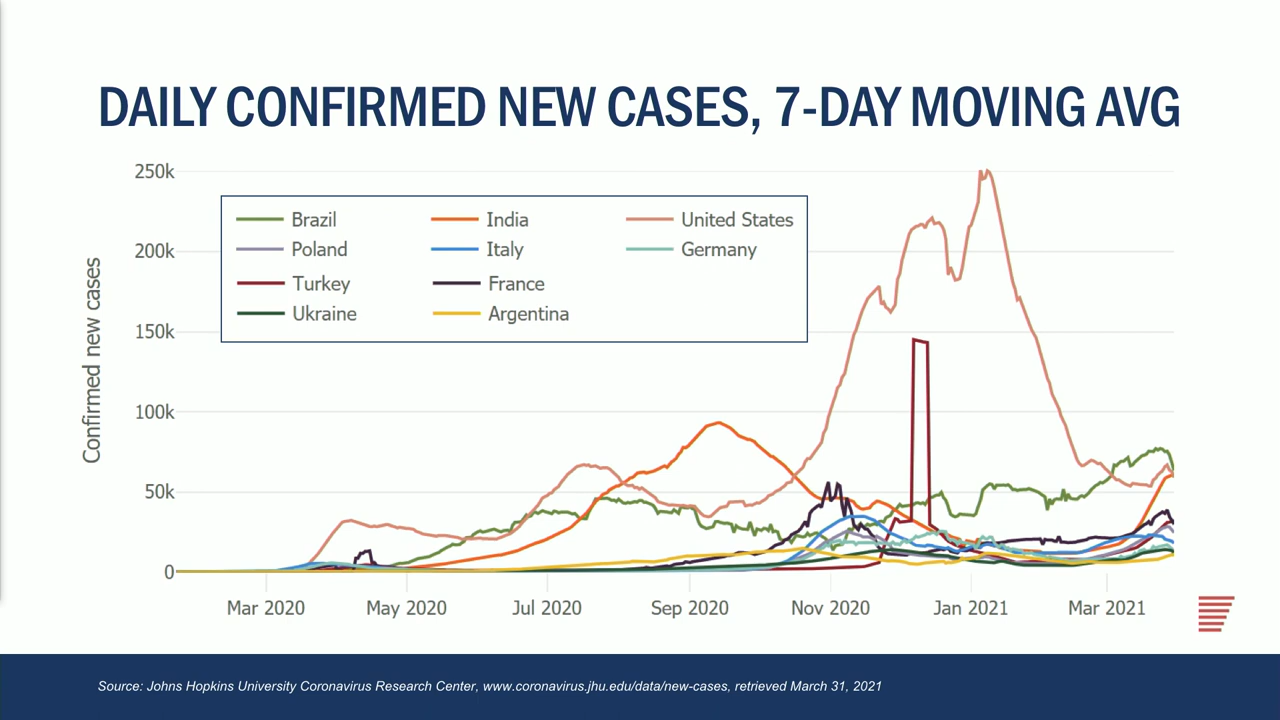 DAILY CONFIRMED NEW CASES, 7-DAY MOVING AVG
250k
200k
150k
100k
50k
0
Confirmed new cases
Brazil India United States
Poland Italy Germany
Turkey France
Ukraine Argentina
Mar 2020 May 2020 Jul 2020 Sep 2020 Nov 2020 Jan 2021 Mar 2021
Source: Johns Hopkins University Coronavirus Research Center, www.coronavirus.jhu.edu/data/new-cases, retrieved March 31, 2021